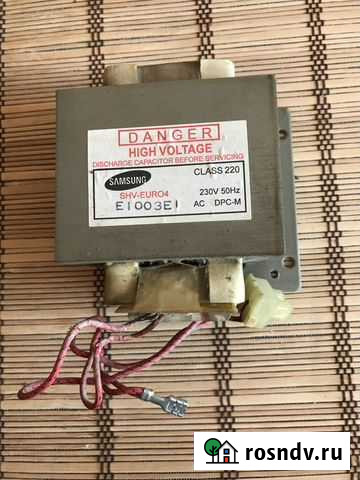 DANGER
HIGH VOLTAGE
DISCHARGE CAPACITOR BEFORE SERVICING
SAMSUNG
CLASS 220
SHV-EURO4
230V 50Hz
E1003E1
AC DPC-M
rosndv.ru